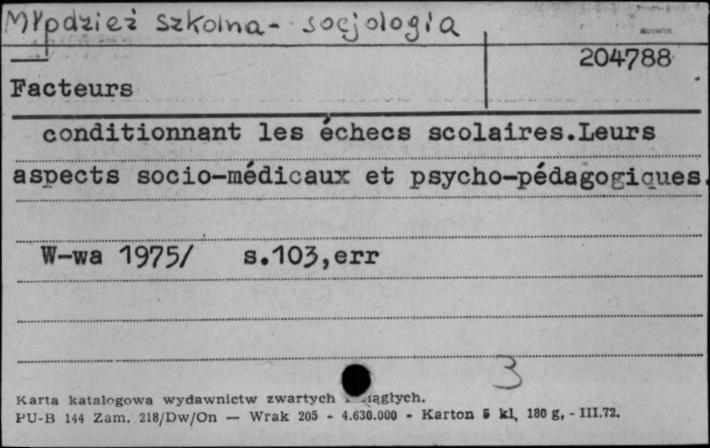 Młodzież szkolna - socjologia
204788
Facteurs
conditionnant les échecs scolaires.Leurs
aspects socio-médicaux et psycho-pédagogiques.
W-wa 1975/ s.103,err
3
Karta katalogowa wydawnictw zwartych iągłych.
PU-B 144 Zam. 218/Dw/On — Wrak 205 - 4.630.000 - Karton 5 kl. 180 g, - III.72.